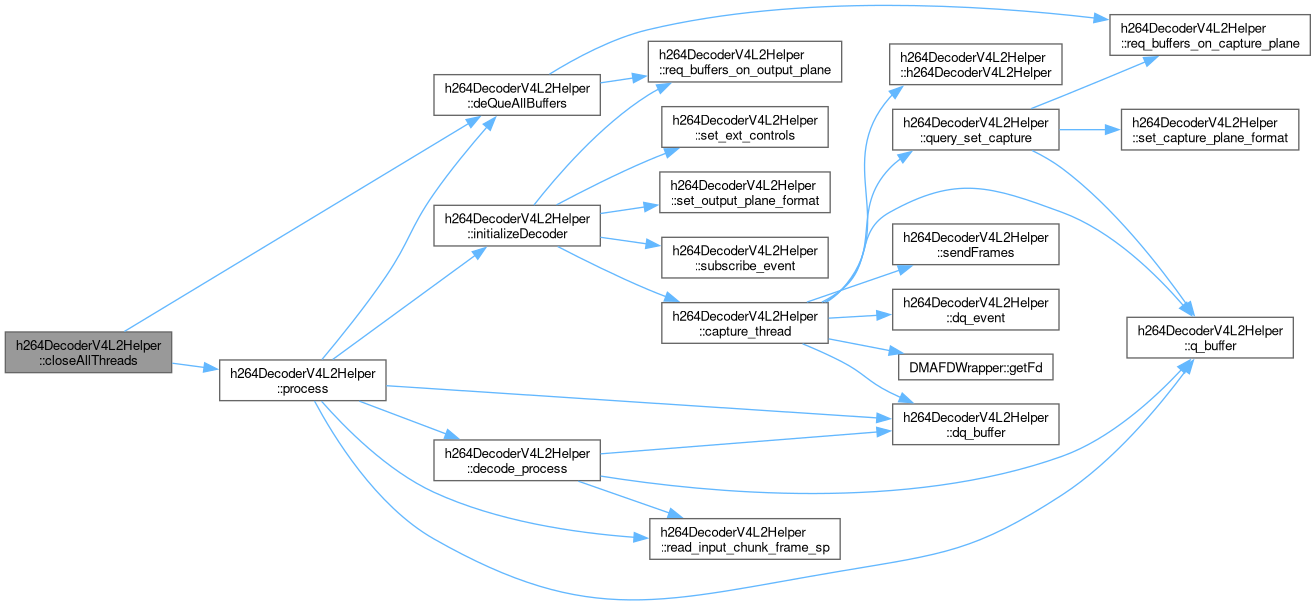 h264DecoderV4L2Helper
::closeAllThreads
h264DecoderV4L2Helper
::process
h264DecoderV4L2Helper
::deQueAllBuffers
h264DecoderV4L2Helper
::initializeDecoder
h264DecoderV4L2Helper
::decode_process
h264DecoderV4L2Helper
::req_buffers_on_output_plane
h264DecoderV4L2Helper
::set_ext_controls
h264DecoderV4L2Helper
::set_output_plane_format
h264DecoderV4L2Helper
::subscribe_event
h264DecoderV4L2Helper
::capture_thread
h264DecoderV4L2Helper
::read_input_chunk_frame_sp
h264DecoderV4L2Helper
::h264DecoderV4L2Helper
h264DecoderV4L2Helper
::query_set_capture
h264DecoderV4L2Helper
::sendFrames
h264DecoderV4L2Helper
::dq_event
DMAFDWrapper::getFd
h264DecoderV4L2Helper
::dq_buffer
h264DecoderV4L2Helper
::req_buffers_on_capture_plane
h264DecoderV4L2Helper
::set_capture_plane_format
h264DecoderV4L2Helper
::q_buffer